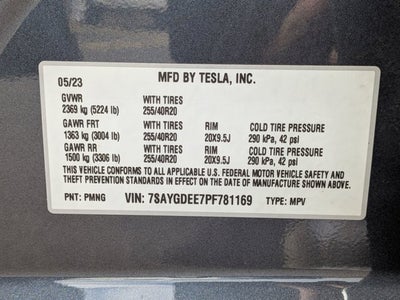 MFD BY TESLA, INC.
05/23
GVWR WITH TIRES
2369 kg (5224 lb) 255/40R20
GAWR FRT WITH TIRES RIM COLD TIRE PRESSURE
1363 kg (3004 lb) 255/40R20 20X9.5J 290 kPa, 42 psi
GAWR RR WITH TIRES RIM COLD TIRE PRESSURE
1500 kg (3306 lb) 255/40R20 20X9.5J 290 kPa, 42 psi
THIS VEHICLE CONFORMS TO ALL APPLICABLE U.S. FEDERAL MOTOR VEHICLE SAFETY AND
THEFT PREVENTION STANDARDS IN EFFECT ON THE DATE OF MANUFACTURE SHOWN ABOVE.
PNT: PMNG VIN: 7SAYGDEE7PF781169 TYPE: MPV